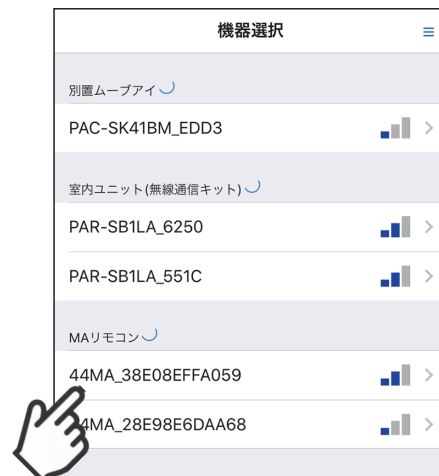 機器選択
別置ムーブアイ
PAC-SK41BM_EDD3
室内ユニット(無線通信キット)
PAR-SB1LA_6250
PAR-SB1LA_551C
MAリモコン
44MA_38E08EFFA059
4MA_28E98E6DAA68